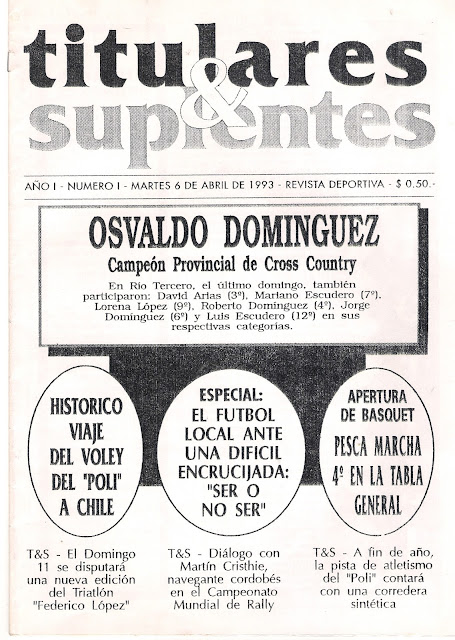 titulares
&
suplentes
AÑO I - NUMERO I - MARTES 6 DE ABRIL DE 1993 - REVISTA DEPORTIVA - $ 0.50.-
OSVALDO DOMINGUEZ
Campeón Provincial de Cross Country
En Río Tercero, el último domingo, también
participaron: David Arias (3º), Mariano Escudero (7º),
Lorena López (9º), Roberto Domínguez (4º), Jorge
Domínguez (6º) y Luis Escudero (12º) en sus
respectivas categorías.
HISTORICO
VIAJE
DEL VOLEY
DEL "POLI"
A CHILE
ESPECIAL:
EL FUTBOL
LOCAL ANTE
UNA DIFICIL
ENCRUCIJADA:
"SER O
NO SER"
APERTURA
DE BASQUET
PESCA MARCHA
4º EN LA TABLA
GENERAL
T&S - El Domingo
11 se disputará
una nueva edición
del Triatlón
"Federico López"
T&S - Diálogo con
Martín Cristhie,
navegante cordobés
en el Campeonato
Mundial de Rally
T&S - A fin de año,
la pista de atletismo
del "Poli" contará
con una corredera
sintética